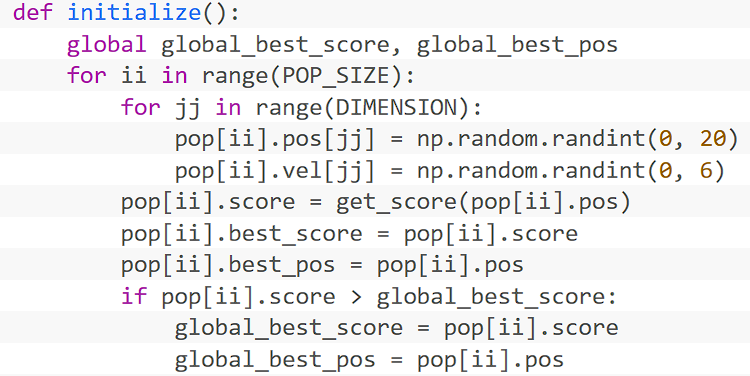 def initialize():
    global global_best_score, global_best_pos
    for ii in range(POP_SIZE):
        for jj in range(DIMENSION):
            pop[ii].pos[jj] = np.random.randint(0, 20)
            pop[ii].vel[jj] = np.random.randint(0, 6)
        pop[ii].score = get_score(pop[ii].pos)
        pop[ii].best_score = pop[ii].score
        pop[ii].best_pos = pop[ii].pos
        if pop[ii].score > global_best_score:
            global_best_score = pop[ii].score
            global_best_pos = pop[ii].pos